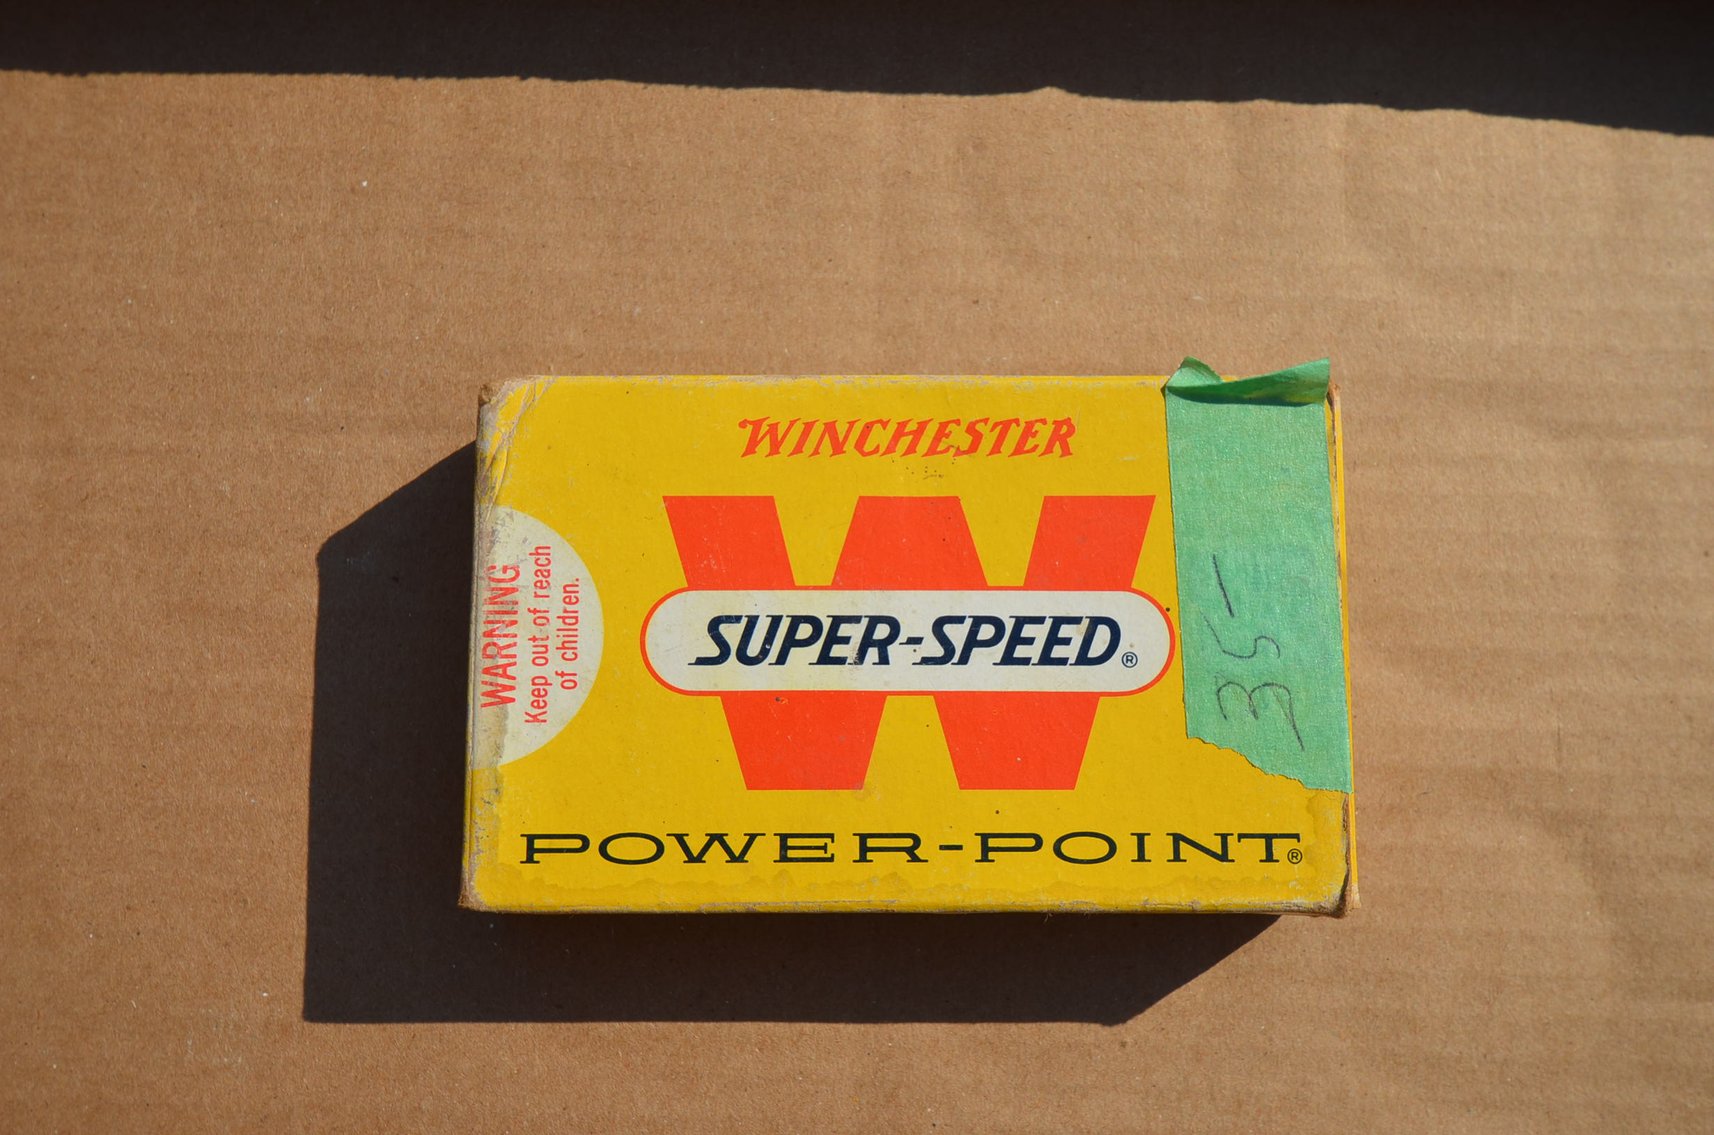 WINCHESTER
SUPER-SPEED®
POWER-POINT®
WARNING
Keep out of reach
of children.
35-